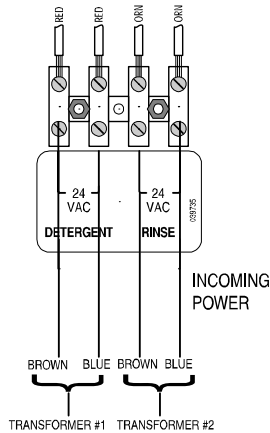 RED RED ORN ORN
24 VAC 24 VAC
DETERGENT RINSE
039735
INCOMING POWER
BROWN BLUE BROWN BLUE
TRANSFORMER #1 TRANSFORMER #2